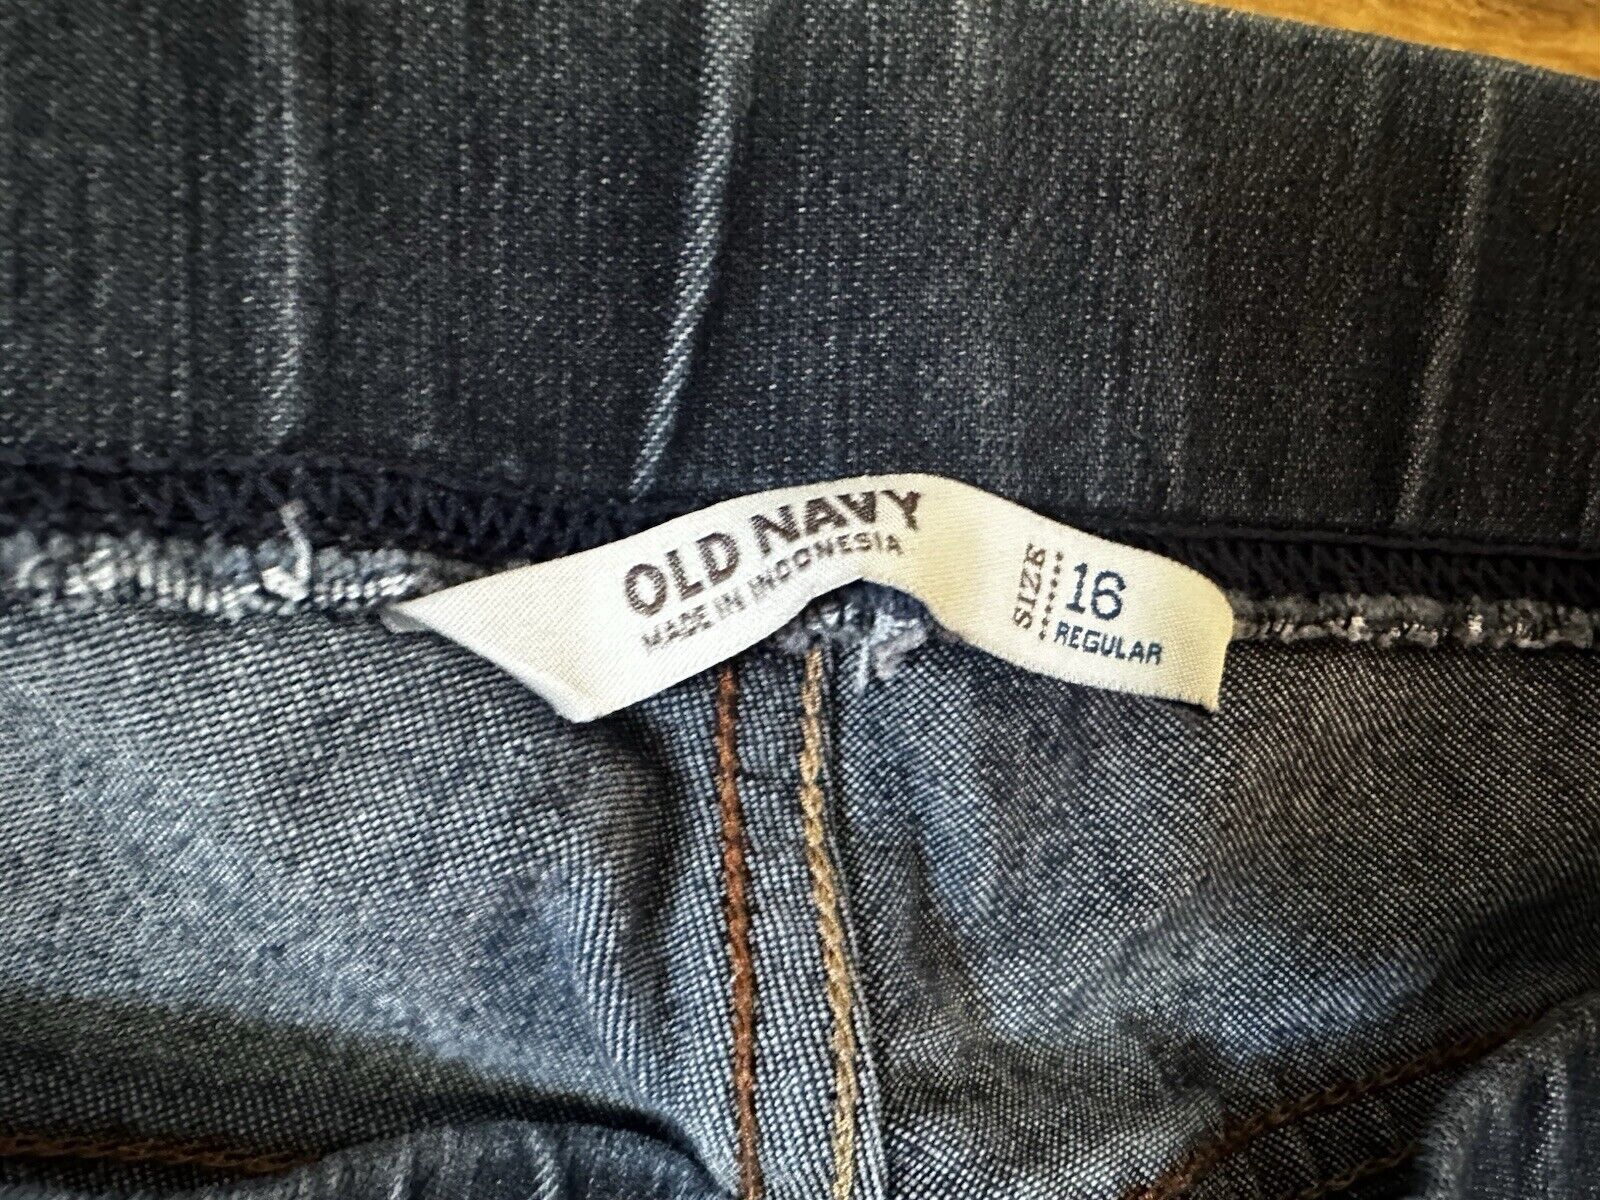 OLD NAVY
MADE IN INDONESIA
SIZE
16
REGULAR